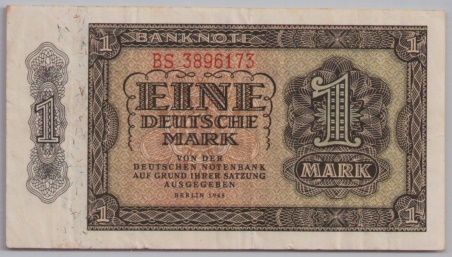 1 BANKNOTE 1
BS 3896173
EINE
DEUTSCHE
MARK
1
1
VON DER
DEUTSCHEN NOTENBANK
AUF GRUND IHRER SATZUNG
AUSGEGEBEN
BERLIN 1948
MARK
1 1